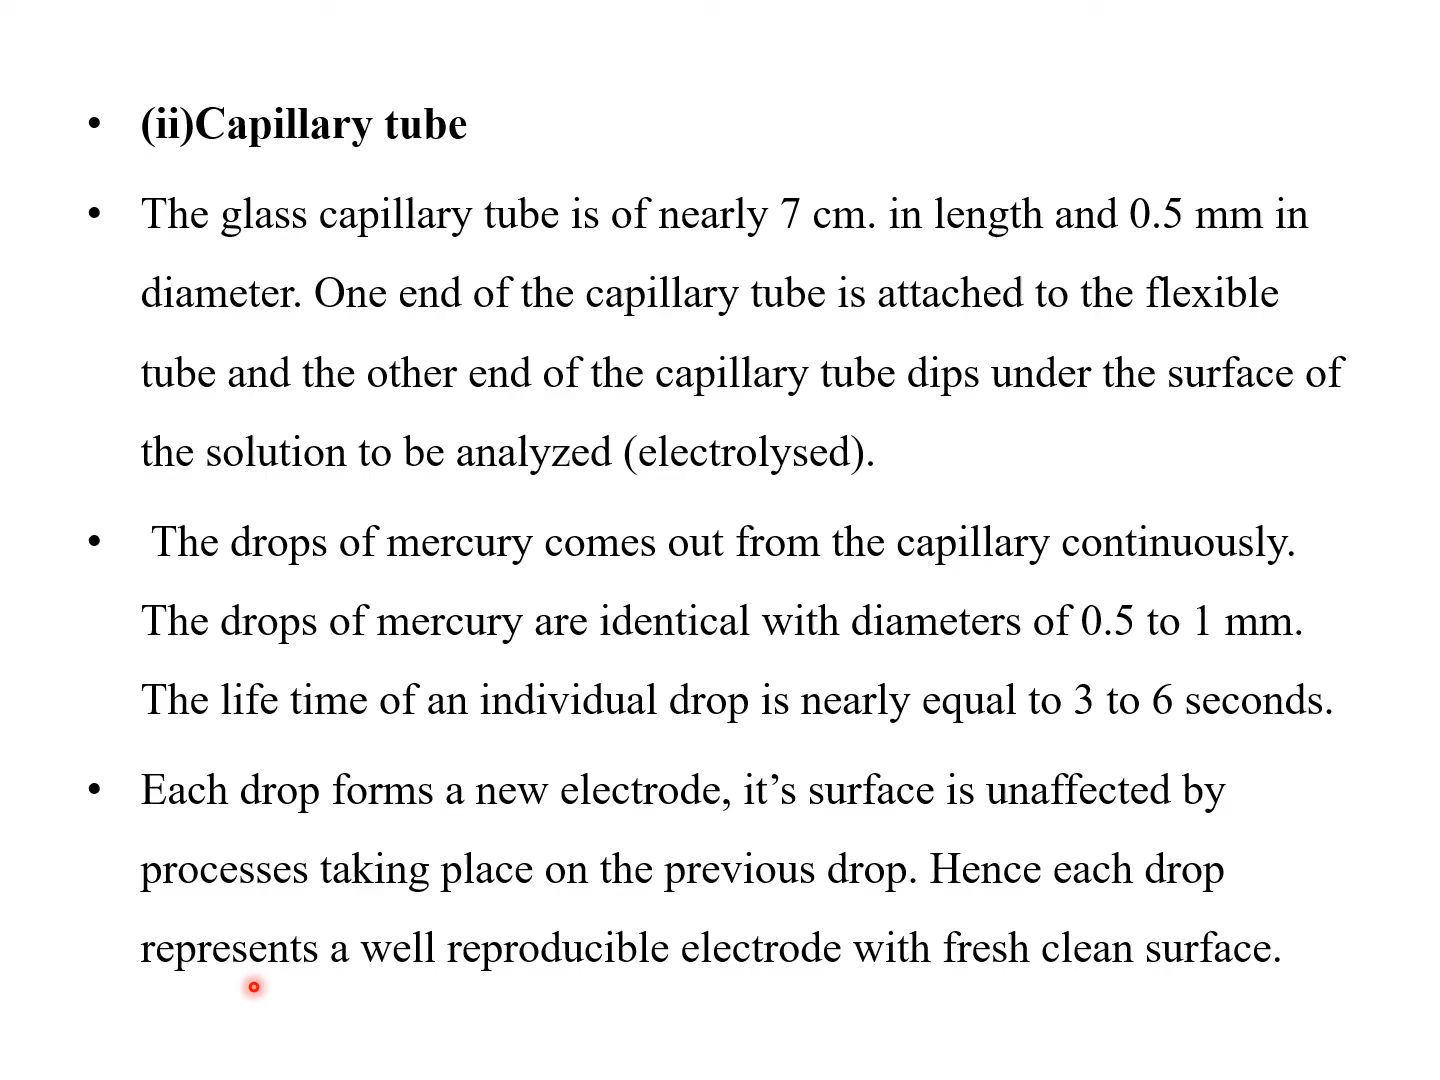 • (ii)Capillary tube
• The glass capillary tube is of nearly 7 cm. in length and 0.5 mm in
diameter. One end of the capillary tube is attached to the flexible
tube and the other end of the capillary tube dips under the surface of
the solution to be analyzed (electrolysed).
• The drops of mercury comes out from the capillary continuously.
The drops of mercury are identical with diameters of 0.5 to 1 mm.
The life time of an individual drop is nearly equal to 3 to 6 seconds.
• Each drop forms a new electrode, it’s surface is unaffected by
processes taking place on the previous drop. Hence each drop
represents a well reproducible electrode with fresh clean surface.